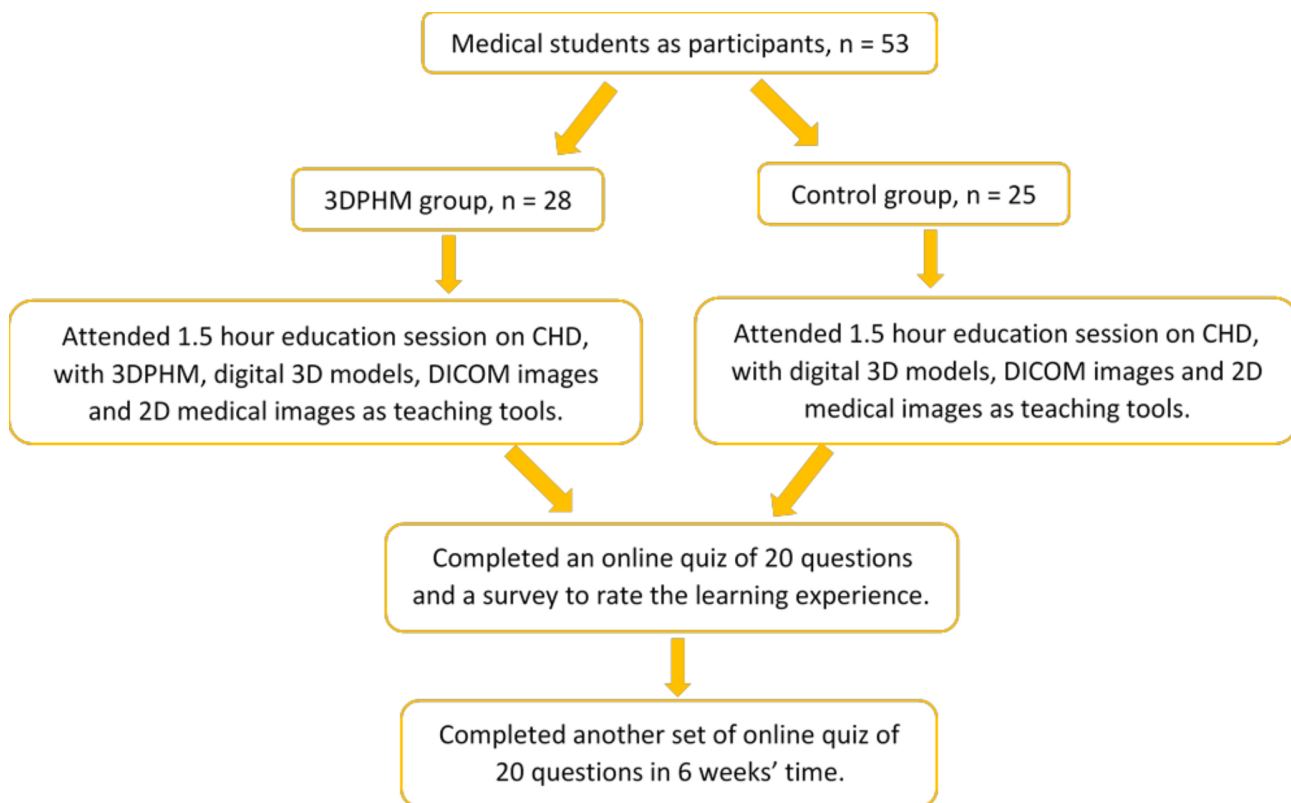 Medical students as participants, n = 53
3DPHM group, n = 28
Control group, n = 25
Attended 1.5 hour education session on CHD,
with 3DPHM, digital 3D models, DICOM images
and 2D medical images as teaching tools.
Attended 1.5 hour education session on CHD,
with digital 3D models, DICOM images and 2D
medical images as teaching tools.
Completed an online quiz of 20 questions
and a survey to rate the learning experience.
Completed another set of online quiz of
20 questions in 6 weeks’ time.